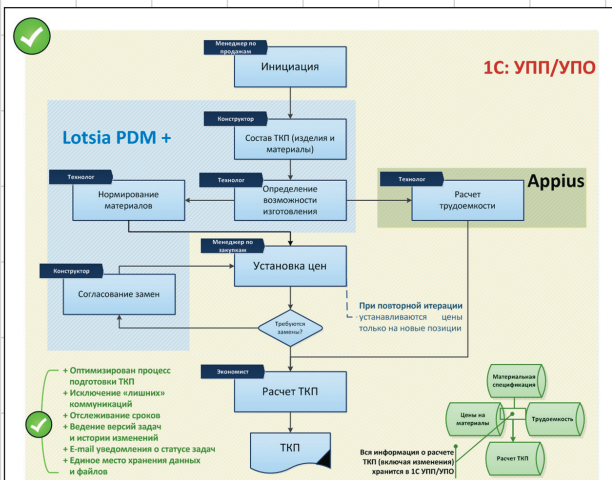 Менеджер по
продажам
Инициация
1С: УПП/УПО
Конструктор
Lotsia PDM +
Состав ТКП (изделия и
материалы)
Технолог
Нормирование
материалов
Технолог
Определение
возможности
изготовления
Технолог
Расчет
трудоемкости
Appius
Менеджер по
закупкам
Установка цен
Конструктор
Согласование замен
При повторной итерации
устанавливаются цены
только на новые позиции
Требуются
замены?
Экономист
Расчет ТКП
ТКП
+ Оптимизирован процесс
подготовки ТКП
+ Исключение «лишних»
коммуникаций
+ Отслеживание сроков
+ Ведение версий задач
и истории изменений
+ E-mail уведомления о статусе задач
+ Единое место хранения данных
и файлов
Материальная
спецификация
Цены на
материалы
Трудоемкость
Расчет ТКП
Вся информация о расчете
ТКП (включая изменения)
хранится в 1С УПП/УПО